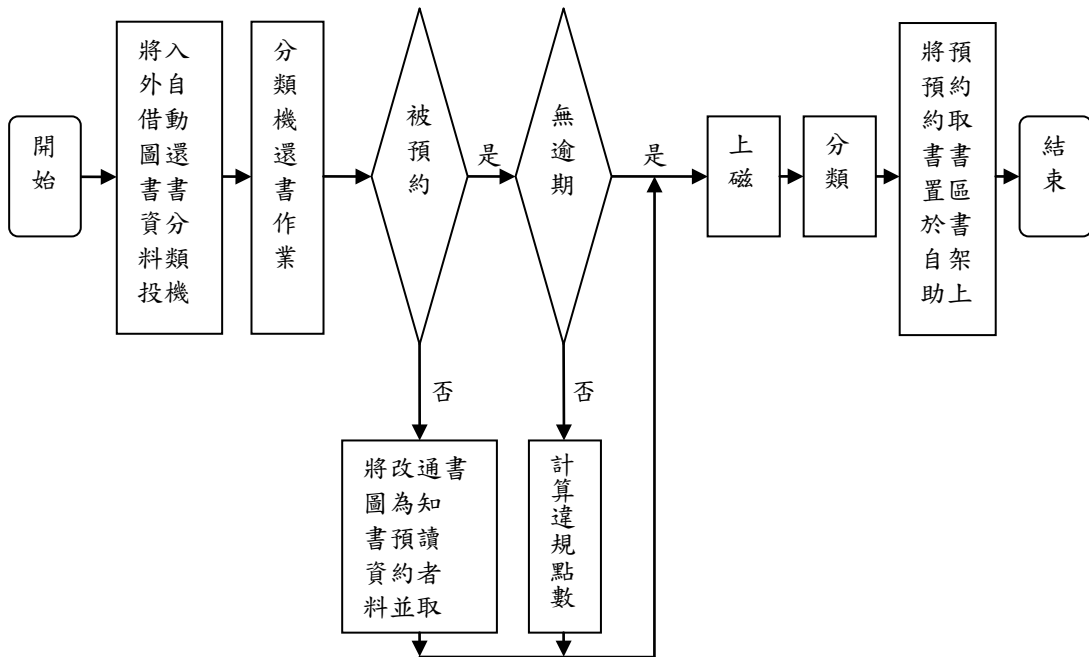 開始
將外借圖書資料投
入自動還書分類機
分類機還書作業
被預約
是
無逾期
是
上磁
分類
將預約書置於自助
預約取書區書架上
結束
否
否
將圖書資料
改為預約並
通知讀者取
書
計算違規點數